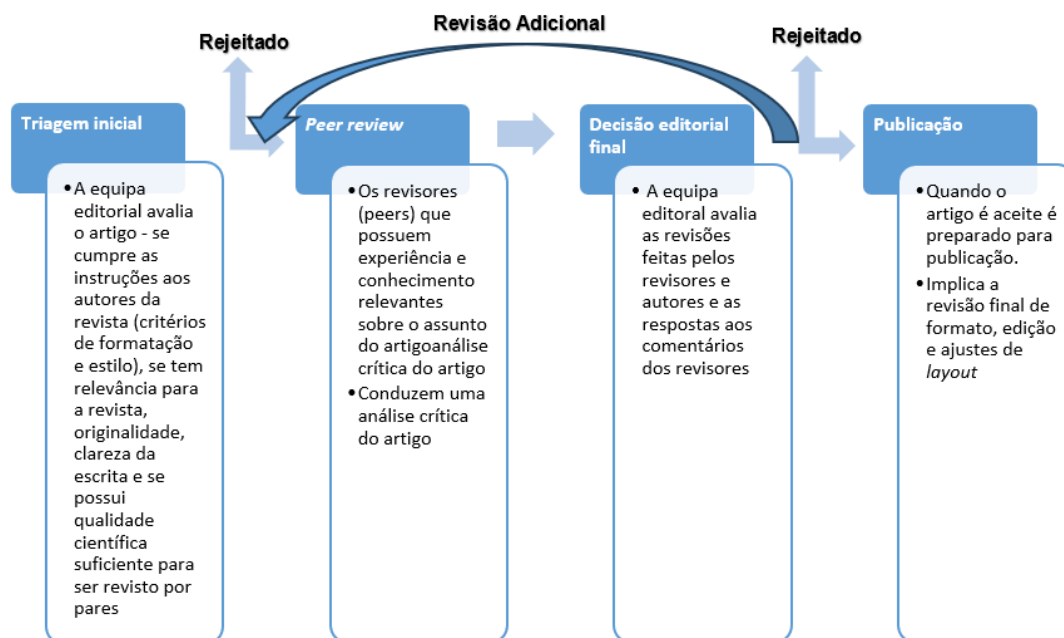 Revisão Adicional
Rejeitado
Rejeitado
Triagem inicial
•A equipa
editorial avalia
o artigo - se
cumpre as
instruções aos
autores da
revista (critérios
de formatação
e estilo), se tem
relevância para
a revista,
originalidade,
clareza da
escrita e se
possui
qualidade
científica
suficiente para
ser revisto por
pares
Peer review
•Os revisores
(peers) que
possuem
experiência e
conhecimento
relevantes
sobre o assunto
do artigoanálise
crítica do artigo
•Conduzem uma
análise crítica
do artigo
Decisão editorial
final
• A equipa
editoral avalia
as revisões
feitas pelos
revisores e
autores e as
respostas aos
comentários
dos revisores
Publicação
•Quando o
artigo é aceite é
preparado para
publicação.
•Implica a
revisão final de
formato, edição
e ajustes de
layout